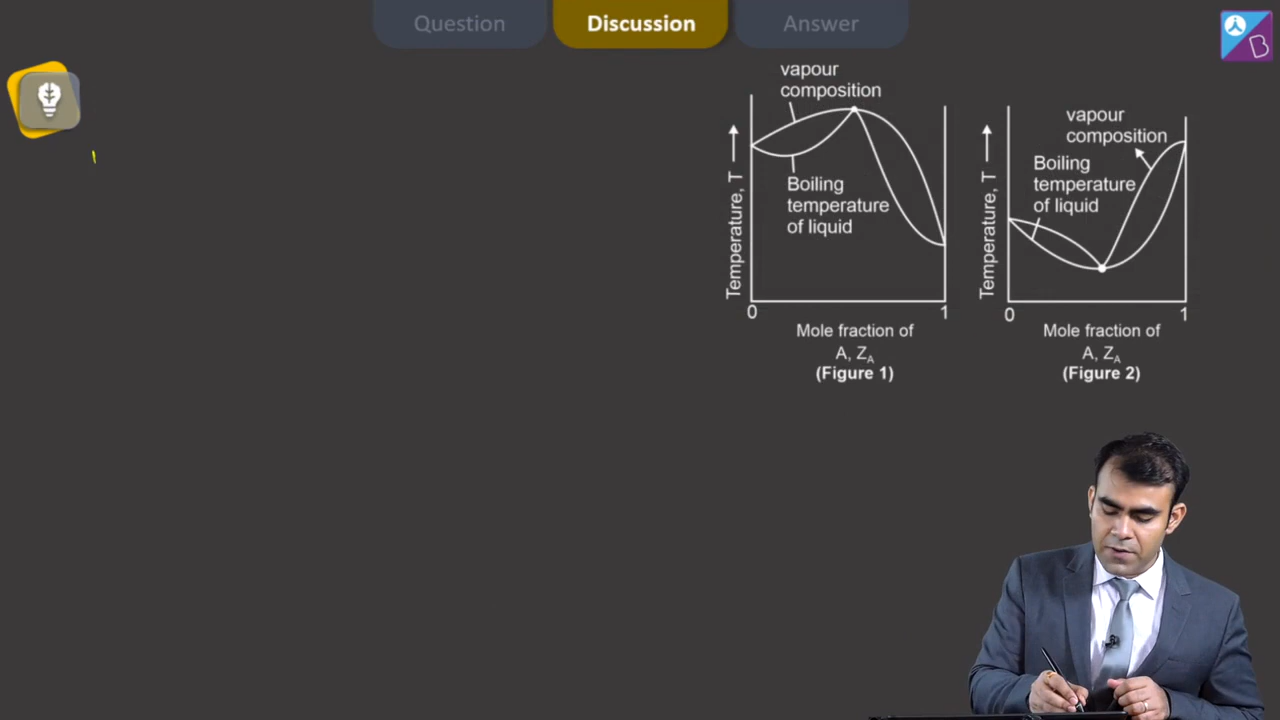 Question
Discussion
Answer
B
vapour
composition
Boiling
temperature
of liquid
Temperature, T
0
1
Mole fraction of
A, Z_A
(Figure 1)
vapour
composition
Boiling
temperature
of liquid
Temperature, T
0
1
Mole fraction of
A, Z_A
(Figure 2)